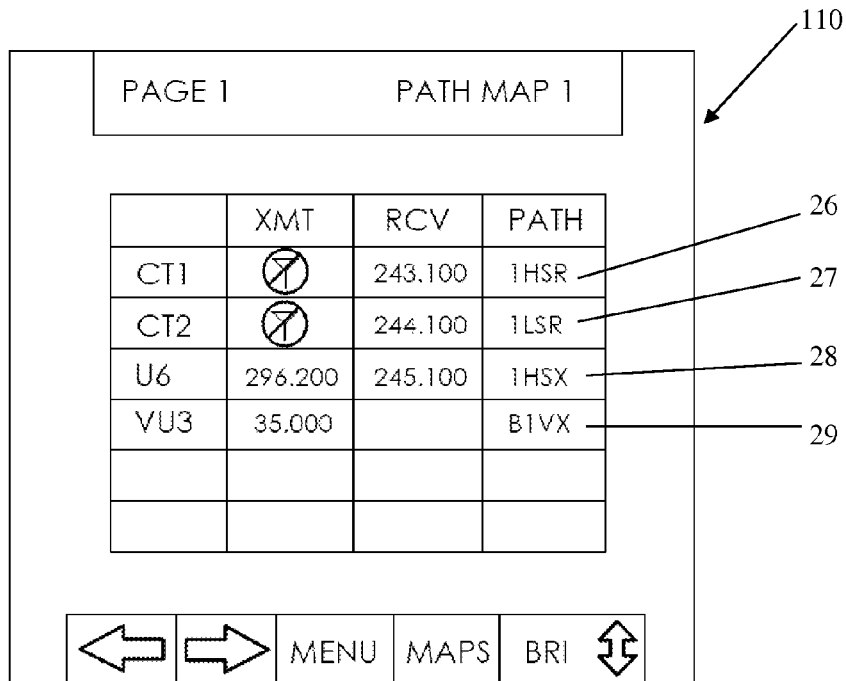 110
PAGE 1 PATH MAP 1
XMT RCV PATH
CT1 243.100 1HSR 26
CT2 244.100 1LSR 27
U6 296.200 245.100 1HSX 28
VU3 35.000 B1VX 29
MENU MAPS BRI